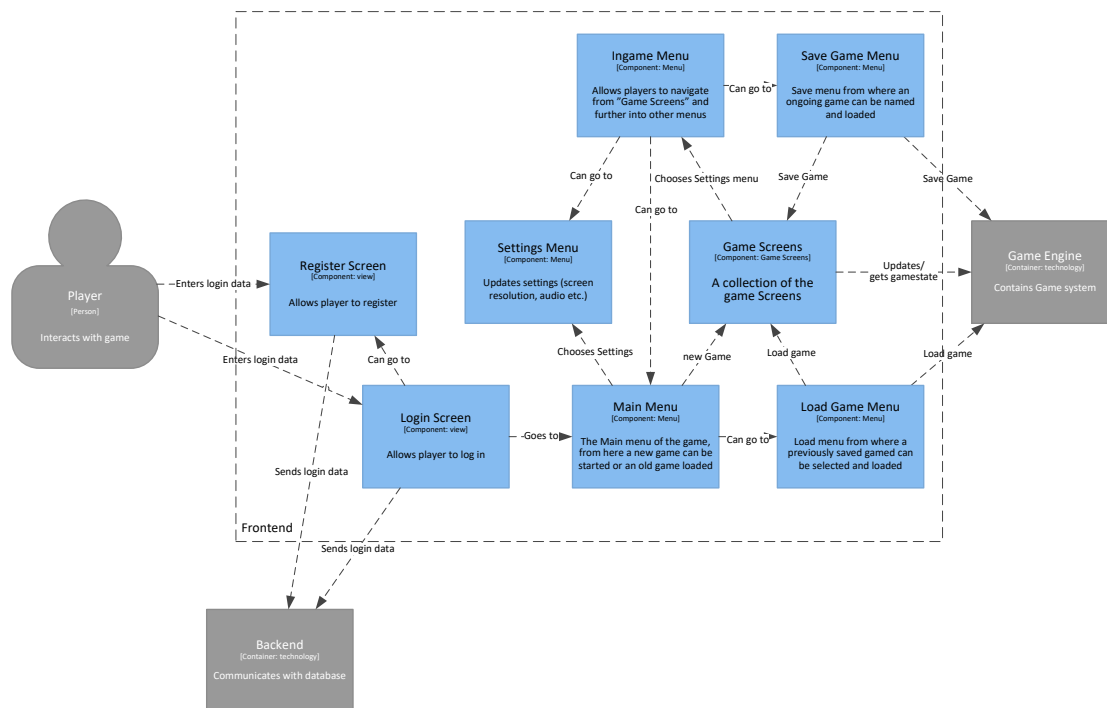 Ingame Menu
[Component: Menu]
Allows players to navigate
from “Game Screens” and
further into other menus
Can go to
Save Game Menu
[Component: Menu]
Save menu from where an
ongoing game can be named
and loaded
Can go to
Chooses Settings menu
Save Game
Save Game
Can go to
Player
[Person]
Interacts with game
Enters login data
Register Screen
[Component: view]
Allows player to register
Settings Menu
[Component: Menu]
Updates settings (screen
resolution, audio etc.)
Game Screens
[Component: Game Screens]
A collection of the
game Screens
Updates/
gets gamestate
Game Engine
[Container: technology]
Contains Game system
Enters login data
Can go to
Chooses Settings
new Game
Load game
Load game
Login Screen
[Component: view]
Allows player to log in
Goes to
Main Menu
[Component: Menu]
The Main menu of the game,
from here a new game can be
started or an old game loaded
Can go to
Load Game Menu
[Component: Menu]
Load menu from where a
previously saved gamed can
be selected and loaded
Sends login data
Frontend
Sends login data
Backend
[Container: technology]
Communicates with database